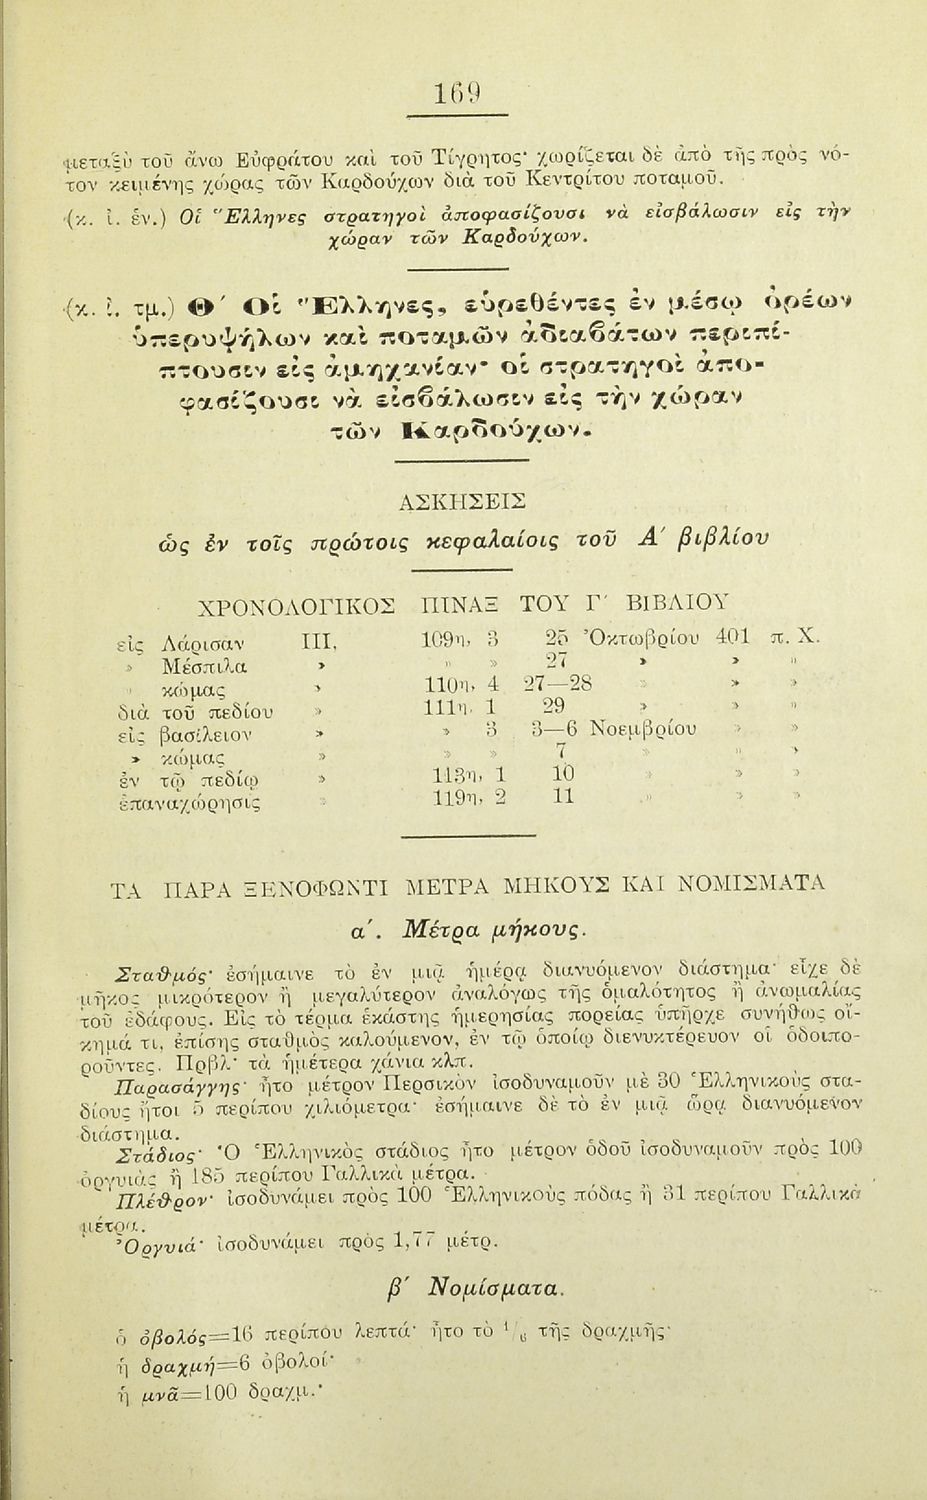 169
μεταξὺ τοῦ ἄνω Εὐφράτου καὶ τοῦ Τίγρητος· χωρίζεται δὲ ἀπὸ τῆς πρὸς νό-
τον κειμένης χώρας τῶν Καρδούχων διὰ τοῦ Κεντρίτου ποταμοῦ.
(κ. ἰ. ἑν.) Οἱ Ἕλληνες στρατηγοὶ ἀποφασίζουσι νὰ εἰσβάλωσιν εἰς τὴν
χώραν τῶν Καρδούχων.
(κ. ἰ. τμ.) Θ´ Οἱ Ἕλληνες, εὑρεθέντες ἐν μέσῳ ὀρέων
ὑπερυψήλων καὶ ποταμῶν ἀδιαβάτων περιπί-
πτουσιν εἰς ἀμηχανίαν· οἱ στρατηγοὶ ἀπο-
φασίζουσι νὰ εἰσβάλωσιν εἰς τὴν χώραν
τῶν Καρδούχων.
ΑΣΚΗΣΕΙΣ
ὡς ἐν τοῖς πρώτοις κεφαλαίοις τοῦ Α´ βιβλίου
ΧΡΟΝΟΛΟΓΙΚΟΣ ΠΙΝΑΞ ΤΟΥ Γ´ ΒΙΒΛΙΟΥ
εἰς Λάρισαν III, 109η, 3 25 Ὀκτωβρίου 401 π. Χ.
» Μέσπιλα » » » 27 » » »
» κώμας » 110η, 4 27—28 » » »
διὰ τοῦ πεδίου » 111η, 1 29 » » »
εἰς βασίλειον » » 3 3—6 Νοεμβρίου » »
» κώμας » » » 7 » » »
ἐν τῷ πεδίῳ » 113η, 1 10 » » »
ἐπαναχώρησις » 119η, 2 11 » » »
ΤΑ ΠΑΡΑ ΞΕΝΟΦΩΝΤΙ ΜΕΤΡΑ ΜΗΚΟΥΣ ΚΑΙ ΝΟΜΙΣΜΑΤΑ
α´. Μέτρα μήκους.
Σταθμός· ἐσήμαινε τὸ ἐν μιᾷ ἡμέρᾳ διανυόμενον διάστημα· εἶχε δὲ
μῆκος μικρότερον ἢ μεγαλύτερον ἀναλόγως τῆς ὁμαλότητος ἢ ἀνωμαλίας
τοῦ ἐδάφους. Εἰς τὸ τέρμα ἑκάστης ἡμερησίας πορείας ὑπῆρχε συνήθως οἴ-
κημά τι, ἐπίσης σταθμὸς καλούμενον, ἐν τῷ ὁποίῳ διενυκτέρευον οἱ ὁδοιπο-
ροῦντες. Πρβλ· τὰ ἡμέτερα χάνια κλπ.
Παρασάγγης· ἦτο μέτρον Περσικὸν ἰσοδυναμοῦν μὲ 30 Ἑλληνικοὺς στα-
δίους ἤτοι 5 περίπου χιλιόμετρα· ἐσήμαινε δὲ τὸ ἐν μιᾷ ὥρᾳ διανυόμενον
διάστημα.
Στάδιος· Ὁ Ἑλληνικὸς στάδιος ἦτο μέτρον ὁδοῦ ἰσοδυναμοῦν πρὸς 100
ὀργυιὰς ἢ 185 περίπου Γαλλικὰ μέτρα.
Πλέθρον· ἰσοδυνάμει πρὸς 100 Ἑλληνικοὺς πόδας ἢ 31 περίπου Γαλλικὰ
μέτρα.
Ὀργυιά· ἰσοδυνάμει πρὸς 1,77 μέτρ.
β´ Νομίσματα.
ὁ ὀβολός=16 περίπου λεπτά· ἦτο τὸ 1/6 τῆς δραχμῆς·
ἡ δραχμή=6 ὀβολοί·
ἡ μνᾶ=100 δραχμ.·